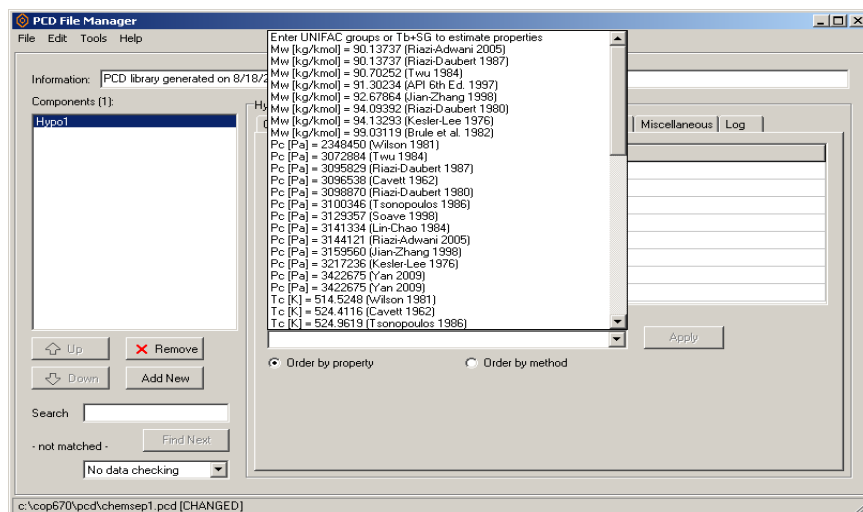 PCD File Manager
File Edit Tools Help
Information: PCD library generated on 8/18/2
Components (1):
Hypo1
Enter UNIFAC groups or Tb+SG to estimate properties
Mw [kg/kmol] = 90.13737 (Riazi-Adwani 2005)
Mw [kg/kmol] = 90.13737 (Riazi-Daubert 1987)
Mw [kg/kmol] = 90.70252 (Twu 1984)
Mw [kg/kmol] = 91.30234 (API 6th Ed. 1997)
Mw [kg/kmol] = 92.67864 (Jian-Zhang 1998)
Mw [kg/kmol] = 94.09392 (Riazi-Daubert 1980)
Mw [kg/kmol] = 94.13293 (Kesler-Lee 1976)
Mw [kg/kmol] = 99.03119 (Brule et al. 1982)
Pc [Pa] = 2348450 (Wilson 1981)
Pc [Pa] = 3072884 (Twu 1984)
Pc [Pa] = 3095829 (Riazi-Daubert 1987)
Pc [Pa] = 3096538 (Cavett 1962)
Pc [Pa] = 3098870 (Riazi-Daubert 1980)
Pc [Pa] = 3100346 (Tsonopoulos 1986)
Pc [Pa] = 3129357 (Soave 1998)
Pc [Pa] = 3141334 (Lin-Chao 1984)
Pc [Pa] = 3144121 (Riazi-Adwani 2005)
Pc [Pa] = 3159560 (Jian-Zhang 1998)
Pc [Pa] = 3217236 (Kesler-Lee 1976)
Pc [Pa] = 3422675 (Yan 2009)
Pc [Pa] = 3422675 (Yan 2009)
Tc [K] = 514.5248 (Wilson 1981)
Tc [K] = 524.4116 (Cavett 1962)
Tc [K] = 524.9619 (Tsonopoulos 1986)
Miscellaneous Log
Apply
Order by property Order by method
Up Remove
Down Add New
Search
- not matched - Find Next
No data checking
c:\cop670\pcd\chemsep1.pcd [CHANGED]